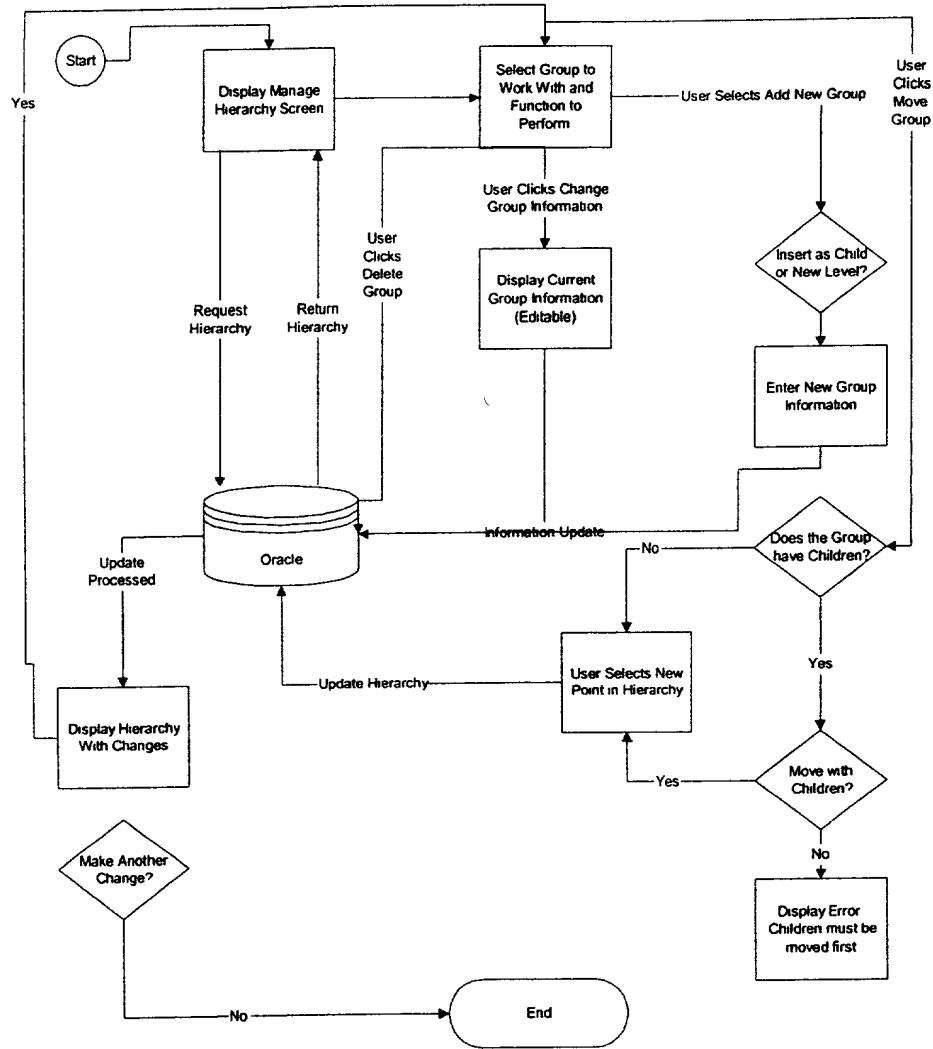 Start
Yes
Display Manage
Hierarchy Screen
Select Group to
Work With and
Function to
Perform
User Selects Add New Group
User
Clicks
Move
Group
User Clicks Change
Group Information
User
Clicks
Delete
Group
Insert as Child
or New Level?
Display Current
Group Information
(Editable)
Request
Hierarchy
Return
Hierarchy
Enter New Group
Information
Information Update
Oracle
Update
Processed
No
Does the Group
have Children?
Yes
User Selects New
Point in Hierarchy
Update Hierarchy
Display Hierarchy
With Changes
Yes
Move with
Children?
No
Make Another
Change?
Display Error
Children must be
moved first
No
End